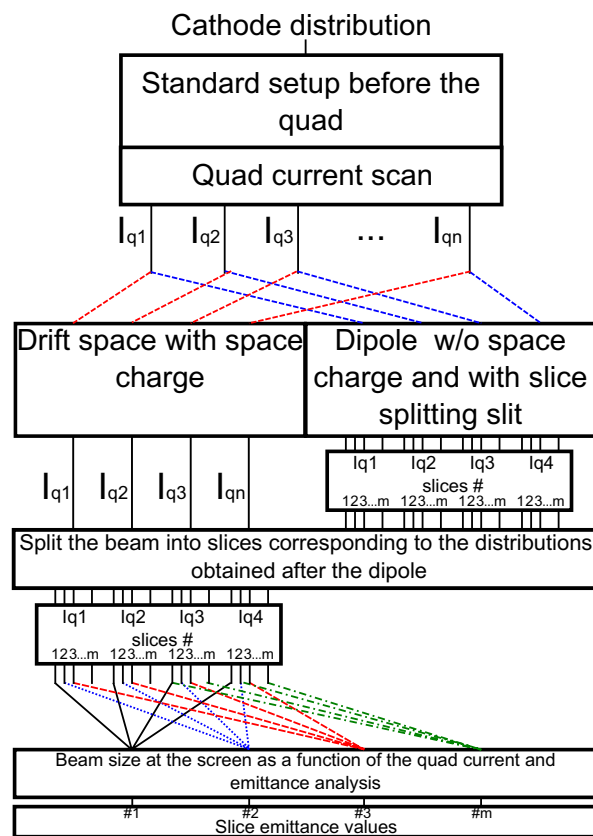 Cathode distribution
Standard setup before the
quad
Quad current scan
Iq1 Iq2 Iq3 ... Iqn
Drift space with space
charge
Dipole w/o space
charge and with slice
splitting slit
Iq1 Iq2 Iq3 Iq4
slices #
123...m 123...m 123...m 123...m
Iq1 Iq2 Iq3 Iqn
Split the beam into slices corresponding to the distributions
obtained after the dipole
Iq1 Iq2 Iq3 Iq4
slices #
123...m 123...m 123...m 123...m
Beam size at the screen as a function of the quad current and
emittance analysis
#1 #2 #3 #m
Slice emittance values